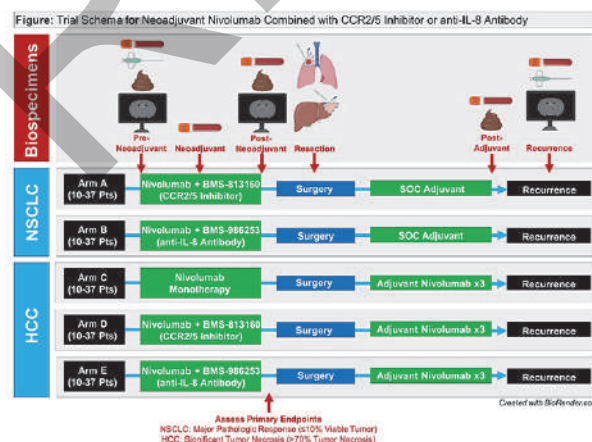 Figure: Trial Schema for Neoadjuvant Nivolumab Combined with CCR2/5 Inhibitor or anti-IL-8 Antibody
Biospecimens
Pre-
Neoadjuvant
Neoadjuvant
Post-
Neoadjuvant
Resection
Post-
Adjuvant
Recurrence
NSCLC
Arm A
(10-37 Pts)
Nivolumab + BMS-813160
(CCR2/5 Inhibitor)
Surgery
SOC Adjuvant
Recurrence
Arm B
(10-37 Pts)
Nivolumab + BMS-986253
(anti-IL-8 Antibody)
Surgery
SOC Adjuvant
Recurrence
HCC
Arm C
(10-37 Pts)
Nivolumab
Monotherapy
Surgery
Adjuvant Nivolumab x3
Recurrence
Arm D
(10-37 Pts)
Nivolumab + BMS-813160
(CCR2/5 Inhibitor)
Surgery
Adjuvant Nivolumab x3
Recurrence
Arm E
(10-37 Pts)
Nivolumab + BMS-986253
(anti-IL-8 Antibody)
Surgery
Adjuvant Nivolumab x3
Recurrence
Created with BioRender.co
Assess Primary Endpoints
NSCLC: Major Pathologic Response (≤10% Viable Tumor)
HCC: Significant Tumor Necrosis (>70% Tumor Necrosis)